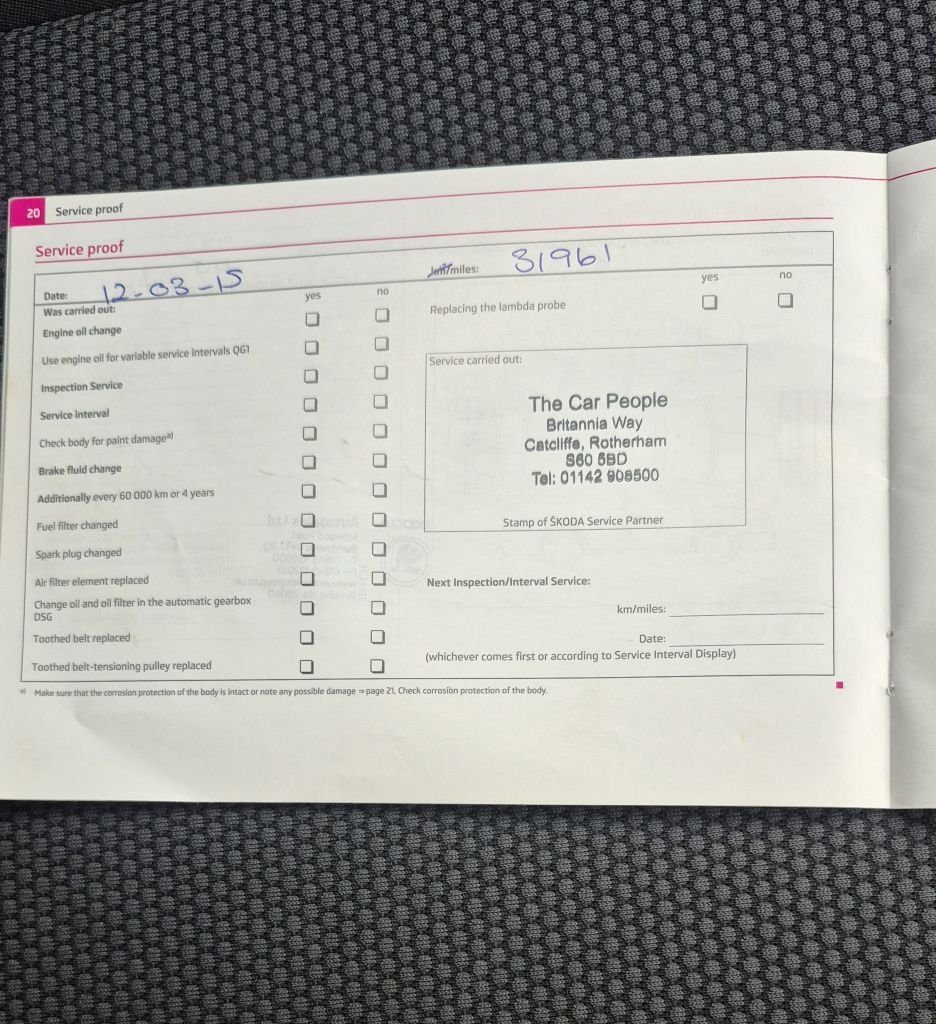 20 Service proof
Service proof
Date: 12-03-15
km/miles: 31961
Was carried out:
yes no
Engine oil change
Use engine oil for variable service intervals QG1
Inspection Service
Service interval
Check body for paint damage a)
Brake fluid change
Additionally every 60 000 km or 4 years
Fuel filter changed
Spark plug changed
Air filter element replaced
Change oil and oil filter in the automatic gearbox
DSG
Toothed belt replaced
Toothed belt-tensioning pulley replaced
yes no
Replacing the lambda probe
Service carried out:
The Car People
Britannia Way
Catcliffe, Rotherham
S60 5BD
Tel: 01142 908500
Stamp of ŠKODA Service Partner
Next Inspection/Interval Service:
km/miles:
Date:
(whichever comes first or according to Service Interval Display)
a) Make sure that the corrosion protection of the body is intact or note any possible damage ⇒ page 21, Check corrosion protection of the body.